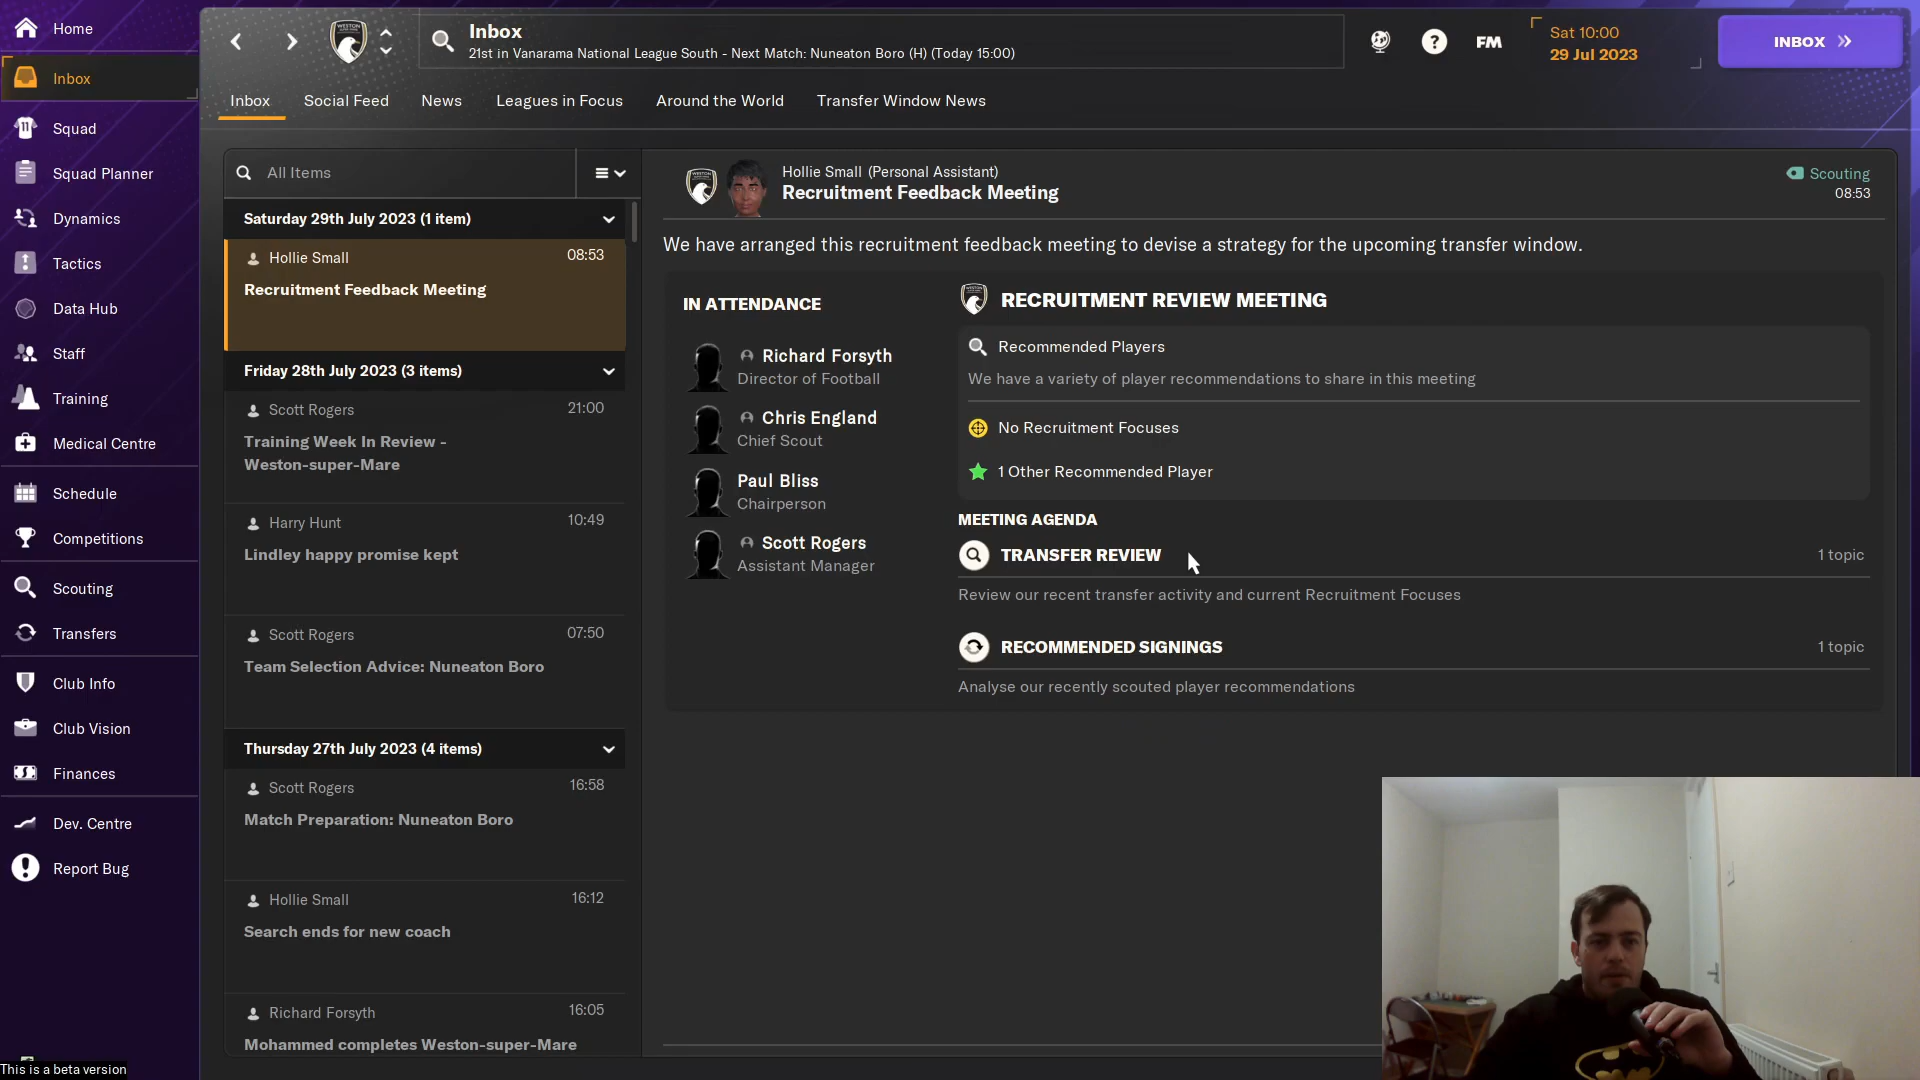 Home
Inbox
Squad
Squad Planner
Dynamics
Tactics
Data Hub
Staff
Training
Medical Centre
Schedule
Competitions
Scouting
Transfers
Club Info
Club Vision
Finances
Dev. Centre
Report Bug
This is a beta version
Inbox
21st in Vanarama National League South - Next Match: Nuneaton Boro (H) (Today 15:00)
FM
Sat 10:00
29 Jul 2023
INBOX
Inbox
Social Feed
News
Leagues in Focus
Around the World
Transfer Window News
All Items
Saturday 29th July 2023 (1 item)
Hollie Small 08:53
Recruitment Feedback Meeting
Friday 28th July 2023 (3 items)
Scott Rogers 21:00
Training Week In Review -
Weston-super-Mare
Harry Hunt 10:49
Lindley happy promise kept
Scott Rogers 07:50
Team Selection Advice: Nuneaton Boro
Thursday 27th July 2023 (4 items)
Scott Rogers 16:58
Match Preparation: Nuneaton Boro
Hollie Small 16:12
Search ends for new coach
Richard Forsyth 16:05
Mohammed completes Weston-super-Mare
Hollie Small (Personal Assistant)
Recruitment Feedback Meeting
Scouting
08:53
We have arranged this recruitment feedback meeting to devise a strategy for the upcoming transfer window.
IN ATTENDANCE
Richard Forsyth
Director of Football
Chris England
Chief Scout
Paul Bliss
Chairperson
Scott Rogers
Assistant Manager
RECRUITMENT REVIEW MEETING
Recommended Players
We have a variety of player recommendations to share in this meeting
No Recruitment Focuses
1 Other Recommended Player
MEETING AGENDA
TRANSFER REVIEW 1 topic
Review our recent transfer activity and current Recruitment Focuses
RECOMMENDED SIGNINGS 1 topic
Analyse our recently scouted player recommendations